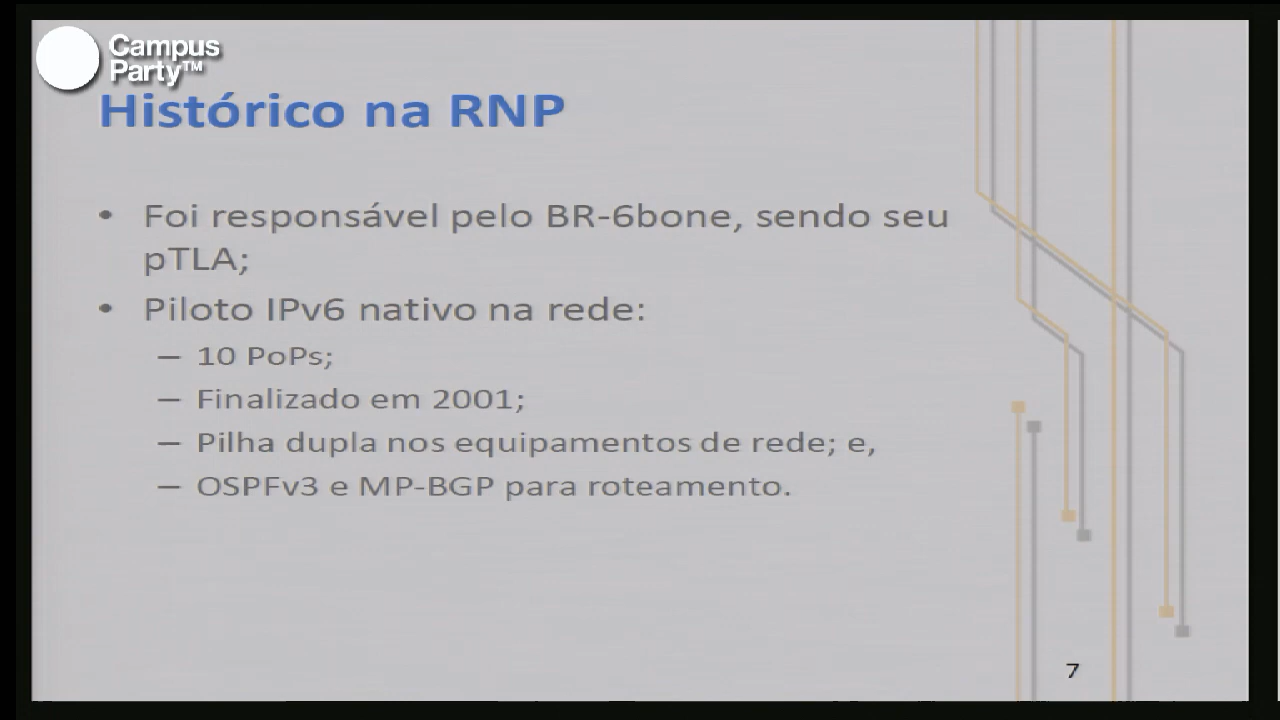 Campus
Party™
Histórico na RNP
• Foi responsável pelo BR-6bone, sendo seu
pTLA;
• Piloto IPv6 nativo na rede:
– 10 PoPs;
– Finalizado em 2001;
– Pilha dupla nos equipamentos de rede; e,
– OSPFv3 e MP-BGP para roteamento.
7